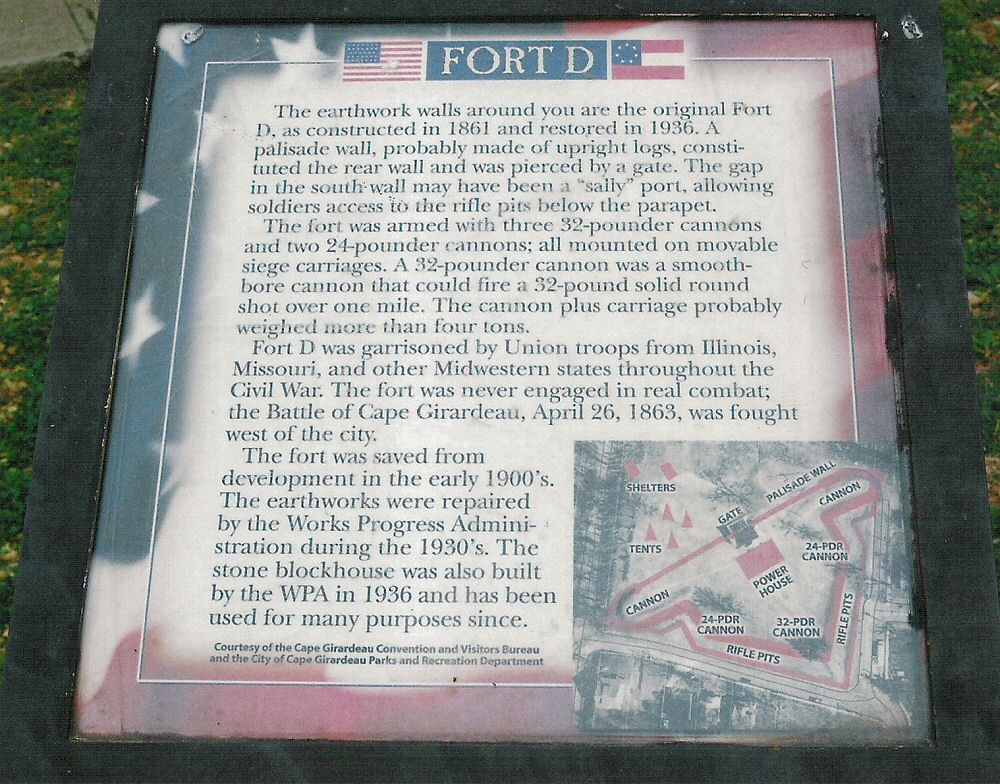 FORT D
The earthwork walls around you are the original Fort
D, as constructed in 1861 and restored in 1936. A
palisade wall, probably made of upright logs, consti-
tuted the rear wall and was pierced by a gate. The gap
in the south wall may have been a "sally" port, allowing
soldiers access to the rifle pits below the parapet.
The fort was armed with three 32-pounder cannons
and two 24-pounder cannons; all mounted on movable
siege carriages. A 32-pounder cannon was a smooth-
bore cannon that could fire a 32-pound solid round
shot over one mile. The cannon plus carriage probably
weighed more than four tons.
Fort D was garrisoned by Union troops from Illinois,
Missouri, and other Midwestern states throughout the
Civil War. The fort was never engaged in real combat;
the Battle of Cape Girardeau, April 26, 1863, was fought
west of the city.
The fort was saved from
development in the early 1900's.
The earthworks were repaired
by the Works Progress Admini-
stration during the 1930's. The
stone blockhouse was also built
by the WPA in 1936 and has been
used for many purposes since.
Courtesy of the Cape Girardeau Convention and Visitors Bureau
and the City of Cape Girardeau Parks and Recreation Department
SHELTERS
PALISADE WALL
CANNON
GATE
TENTS
24-PDR
CANNON
POWER
HOUSE
CANNON
24-PDR
CANNON
32-PDR
CANNON
RIFLE PITS
RIFLE PITS